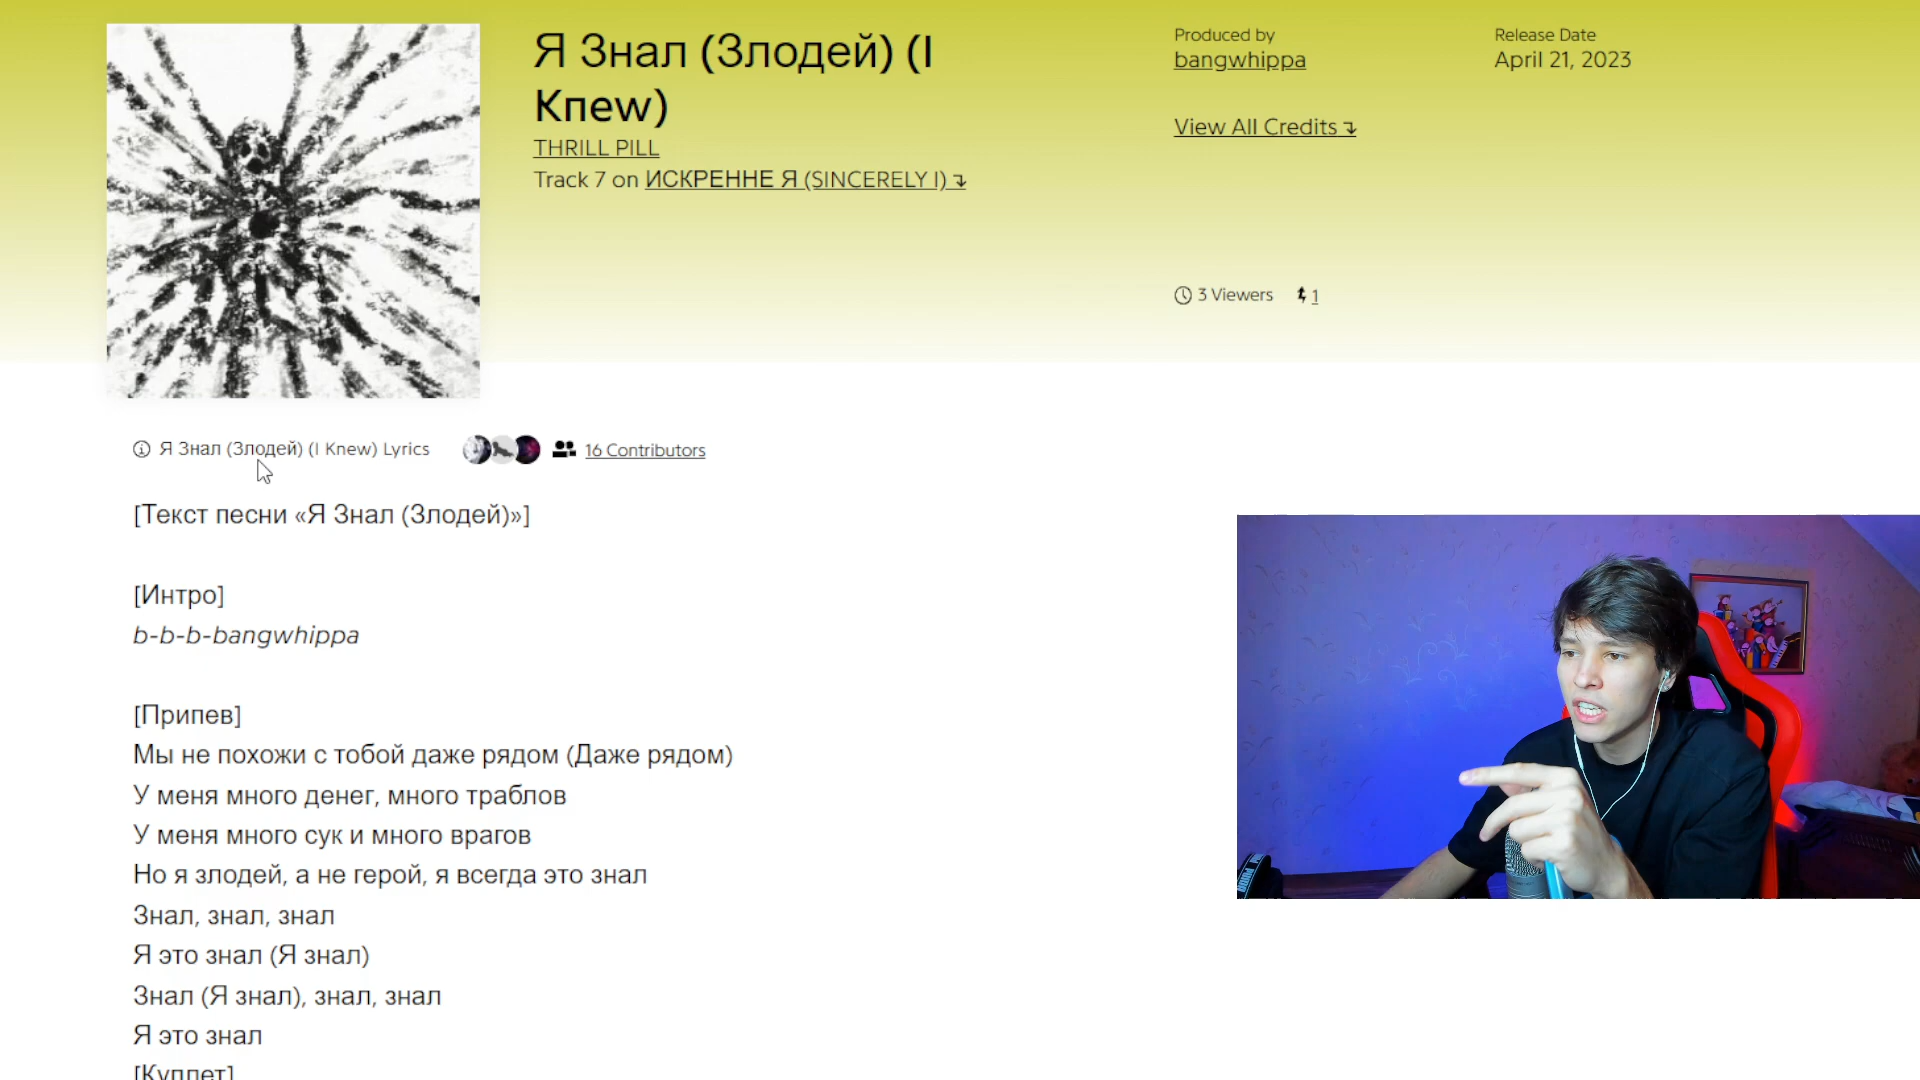 Я Знал (Злодей) (I
Knew)
THRILL PILL
Track 7 on ИСКРЕННЕ Я (SINCERELY I)
Produced by
bangwhippa
View All Credits
Release Date
April 21, 2023
3 Viewers
1
Я Знал (Злодей) (I Knew) Lyrics
16 Contributors
[Текст песни «Я Знал (Злодей)»]
[Интро]
b-b-b-bangwhippa
[Припев]
Мы не похожи с тобой даже рядом (Даже рядом)
У меня много денег, много траблов
У меня много сук и много врагов
Но я злодей, а не герой, я всегда это знал
Знал, знал, знал
Я это знал (Я знал)
Знал (Я знал), знал, знал
Я это знал
[Куплет]